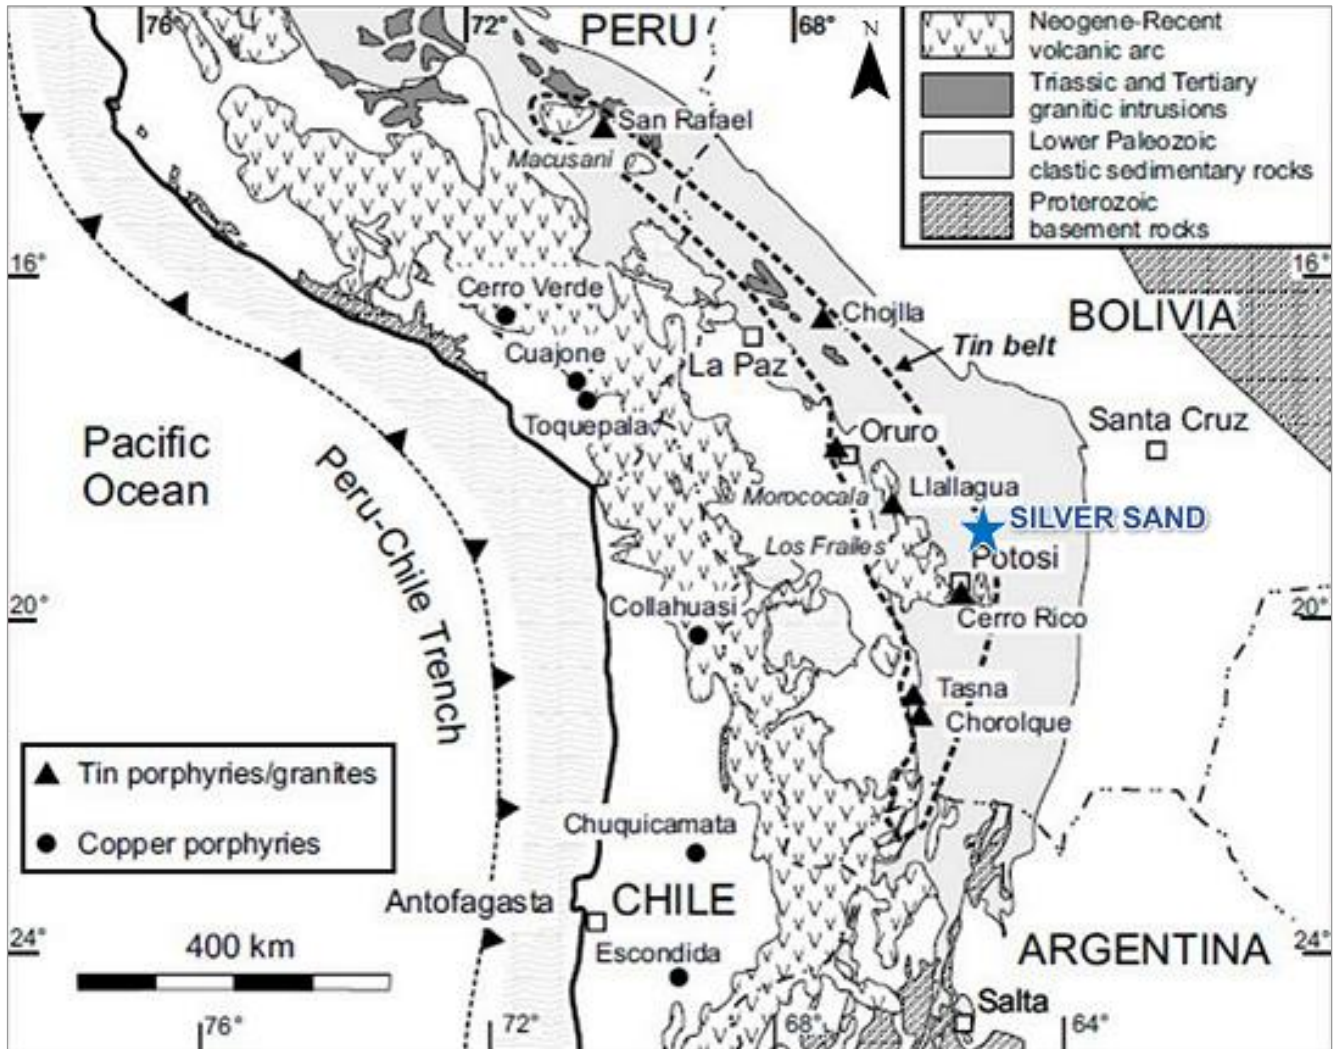 76°
72°
PERU
68°
N
Neogene-Recent
volcanic arc
Triassic and Tertiary
granitic intrusions
Lower Paleozoic
clastic sedimentary rocks
Proterozoic
basement rocks
San Rafael
Macusani
16°
16°
Cerro Verde
Chojlla
BOLIVIA
Cuajone
La Paz
Tin belt
Toquepala
Oruro
Santa Cruz
Pacific
Ocean
Peru-Chile Trench
Morococala
Llallagua
SILVER SAND
Los Frailes
Potosi
20°
20°
Collahuasi
Cerro Rico
Tasna
Chorolque
Tin porphyries/granites
Copper porphyries
Chuquicamata
Antofagasta
CHILE
24°
400 km
Escondida
ARGENTINA
24°
Salta
76°
72°
68°
64°